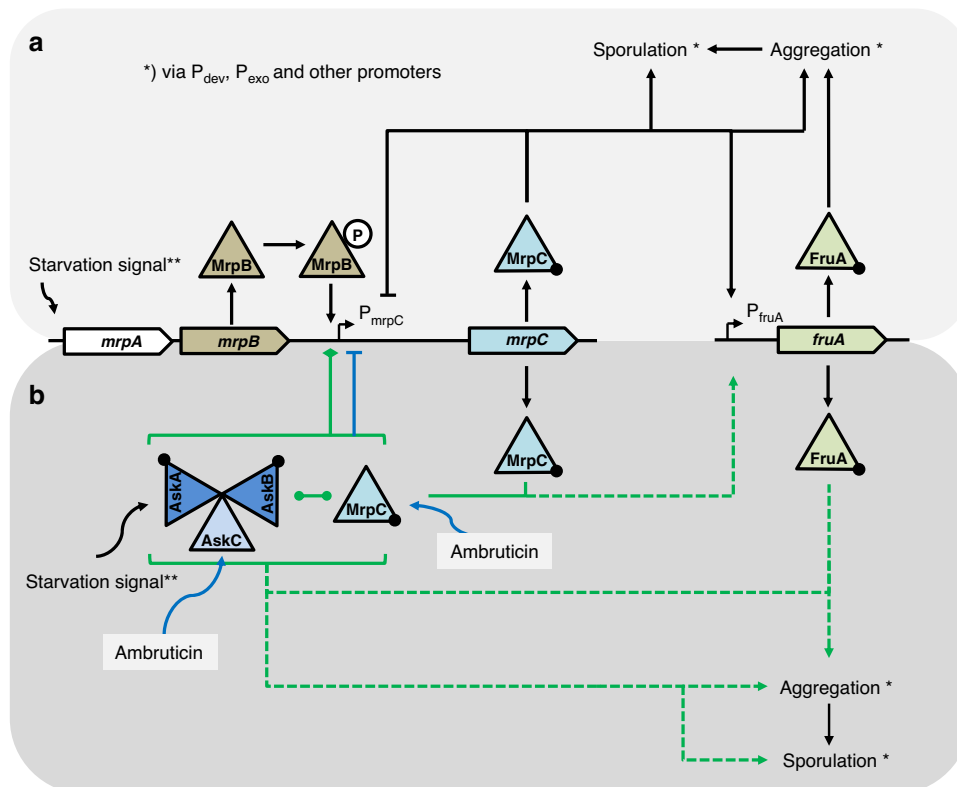 a
Sporulation *
Aggregation *
*) via Pdev, Pexo and other promoters
P
MrpB
MrpB
MrpC
FruA
Starvation signal**
PmrpC
PfruA
mrpA
mrpB
mrpC
fruA
b
MrpC
FruA
AskA
AskB
MrpC
AskC
Ambruticin
Starvation signal**
Ambruticin
Aggregation *
Sporulation *